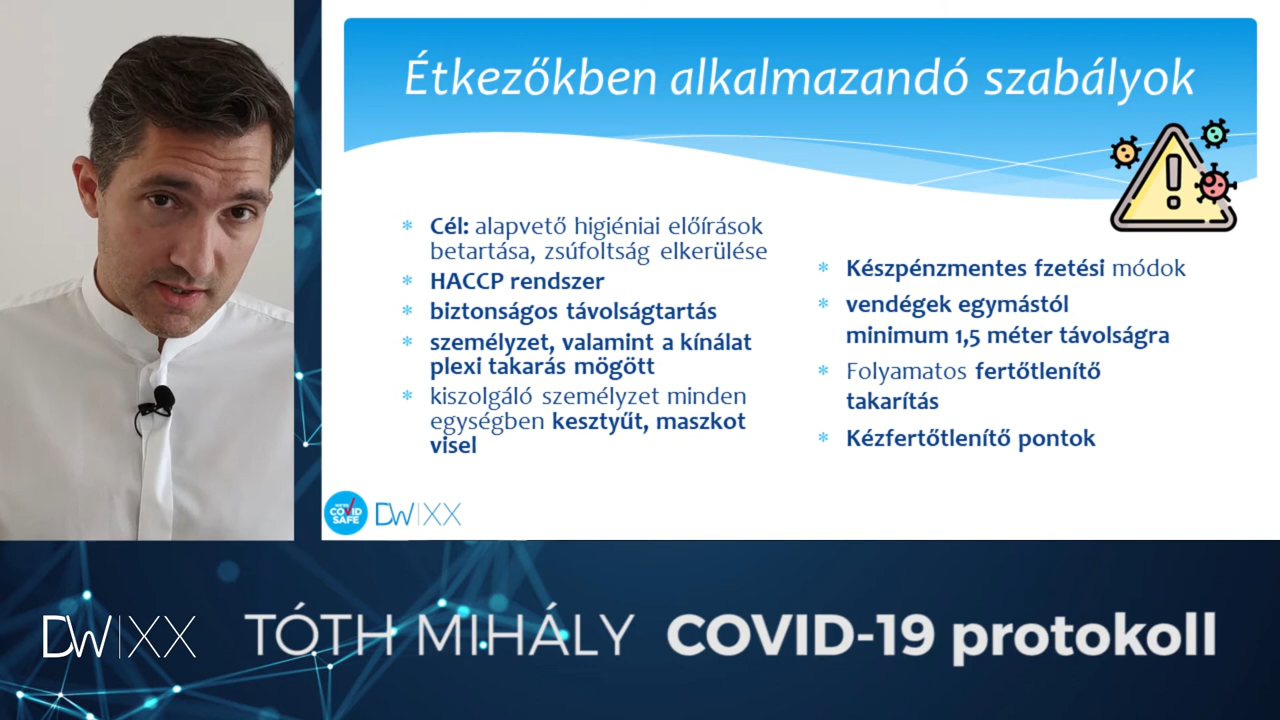 Étkezőkben alkalmazandó szabályok
* Cél: alapvető higiéniai előírások
betartása, zsúfoltság elkerülése
* HACCP rendszer
* biztonságos távolságtartás
* személyzet, valamint a kínálat
plexi takarás mögött
* kiszolgáló személyzet minden
egységben kesztyűt, maszkot
visel
* Készpénzmentes fzetési módok
* vendégek egymástól
minimum 1,5 méter távolságra
* Folyamatos fertőtlenítő
takarítás
* Kézfertőtlenítő pontok
COVID
SAFE
DW|XX
DW|XX
TÓTH MIHÁLY COVID-19 protokoll